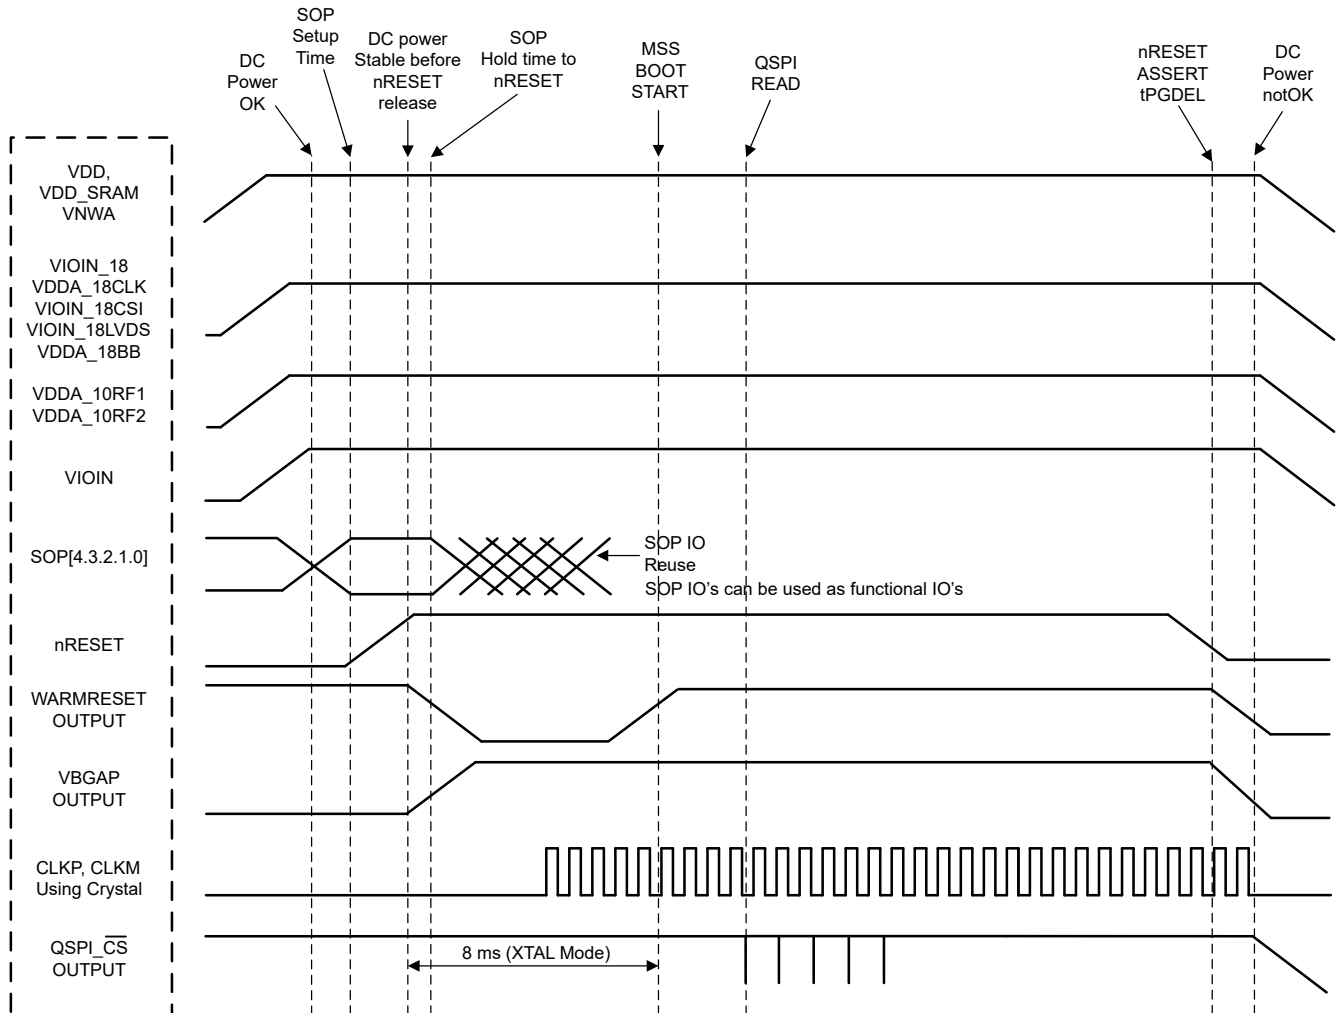 SOP
Setup
Time
DC power
Stable before
nRESET
release
SOP
Hold time to
nRESET
DC
Power
OK
MSS
BOOT
START
QSPI
READ
nRESET
ASSERT
tPGDEL
DC
Power
notOK
VDD,
VDD_SRAM
VNWA
VIOIN_18
VDDA_18CLK
VIOIN_18CSI
VIOIN_18LVDS
VDDA_18BB
VDDA_10RF1
VDDA_10RF2
VIOIN
SOP[4.3.2.1.0]
SOP IO
Reuse
SOP IO’s can be used as functional IO’s
nRESET
WARMRESET
OUTPUT
VBGAP
OUTPUT
CLKP, CLKM
Using Crystal
QSPI_CS
OUTPUT
8 ms (XTAL Mode)